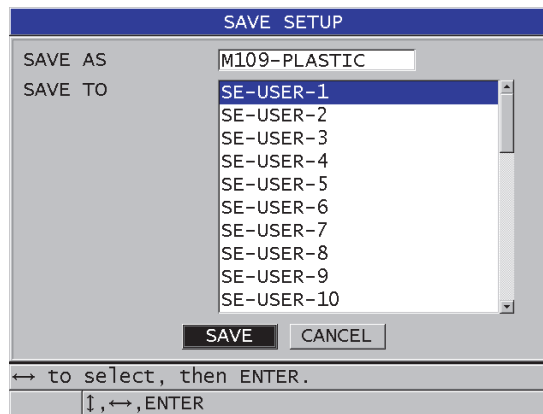 SAVE SETUP
SAVE AS M109-PLASTIC
SAVE TO SE-USER-1
SE-USER-2
SE-USER-3
SE-USER-4
SE-USER-5
SE-USER-6
SE-USER-7
SE-USER-8
SE-USER-9
SE-USER-10
SAVE CANCEL
↔ to select, then ENTER.
↕,↔,ENTER